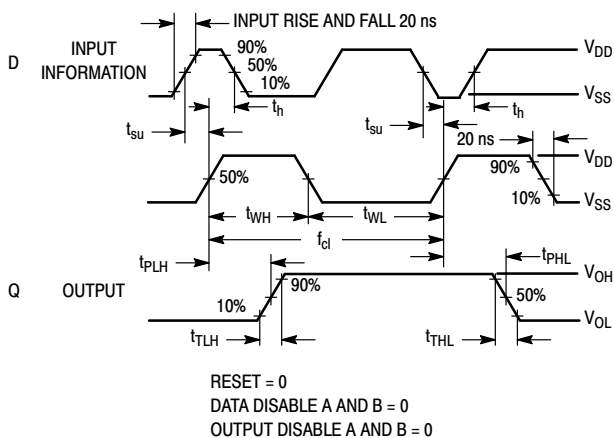 INPUT RISE AND FALL 20 ns
D
INPUT
INFORMATION
90%
50%
10%
V_DD
V_SS
t_h
t_h
t_su
t_su
20 ns
50%
90%
10%
V_DD
V_SS
t_WH
t_WL
f_cl
t_PLH
t_PHL
Q
OUTPUT
90%
10%
50%
V_OH
V_OL
t_TLH
t_THL
RESET = 0
DATA DISABLE A AND B = 0
OUTPUT DISABLE A AND B = 0